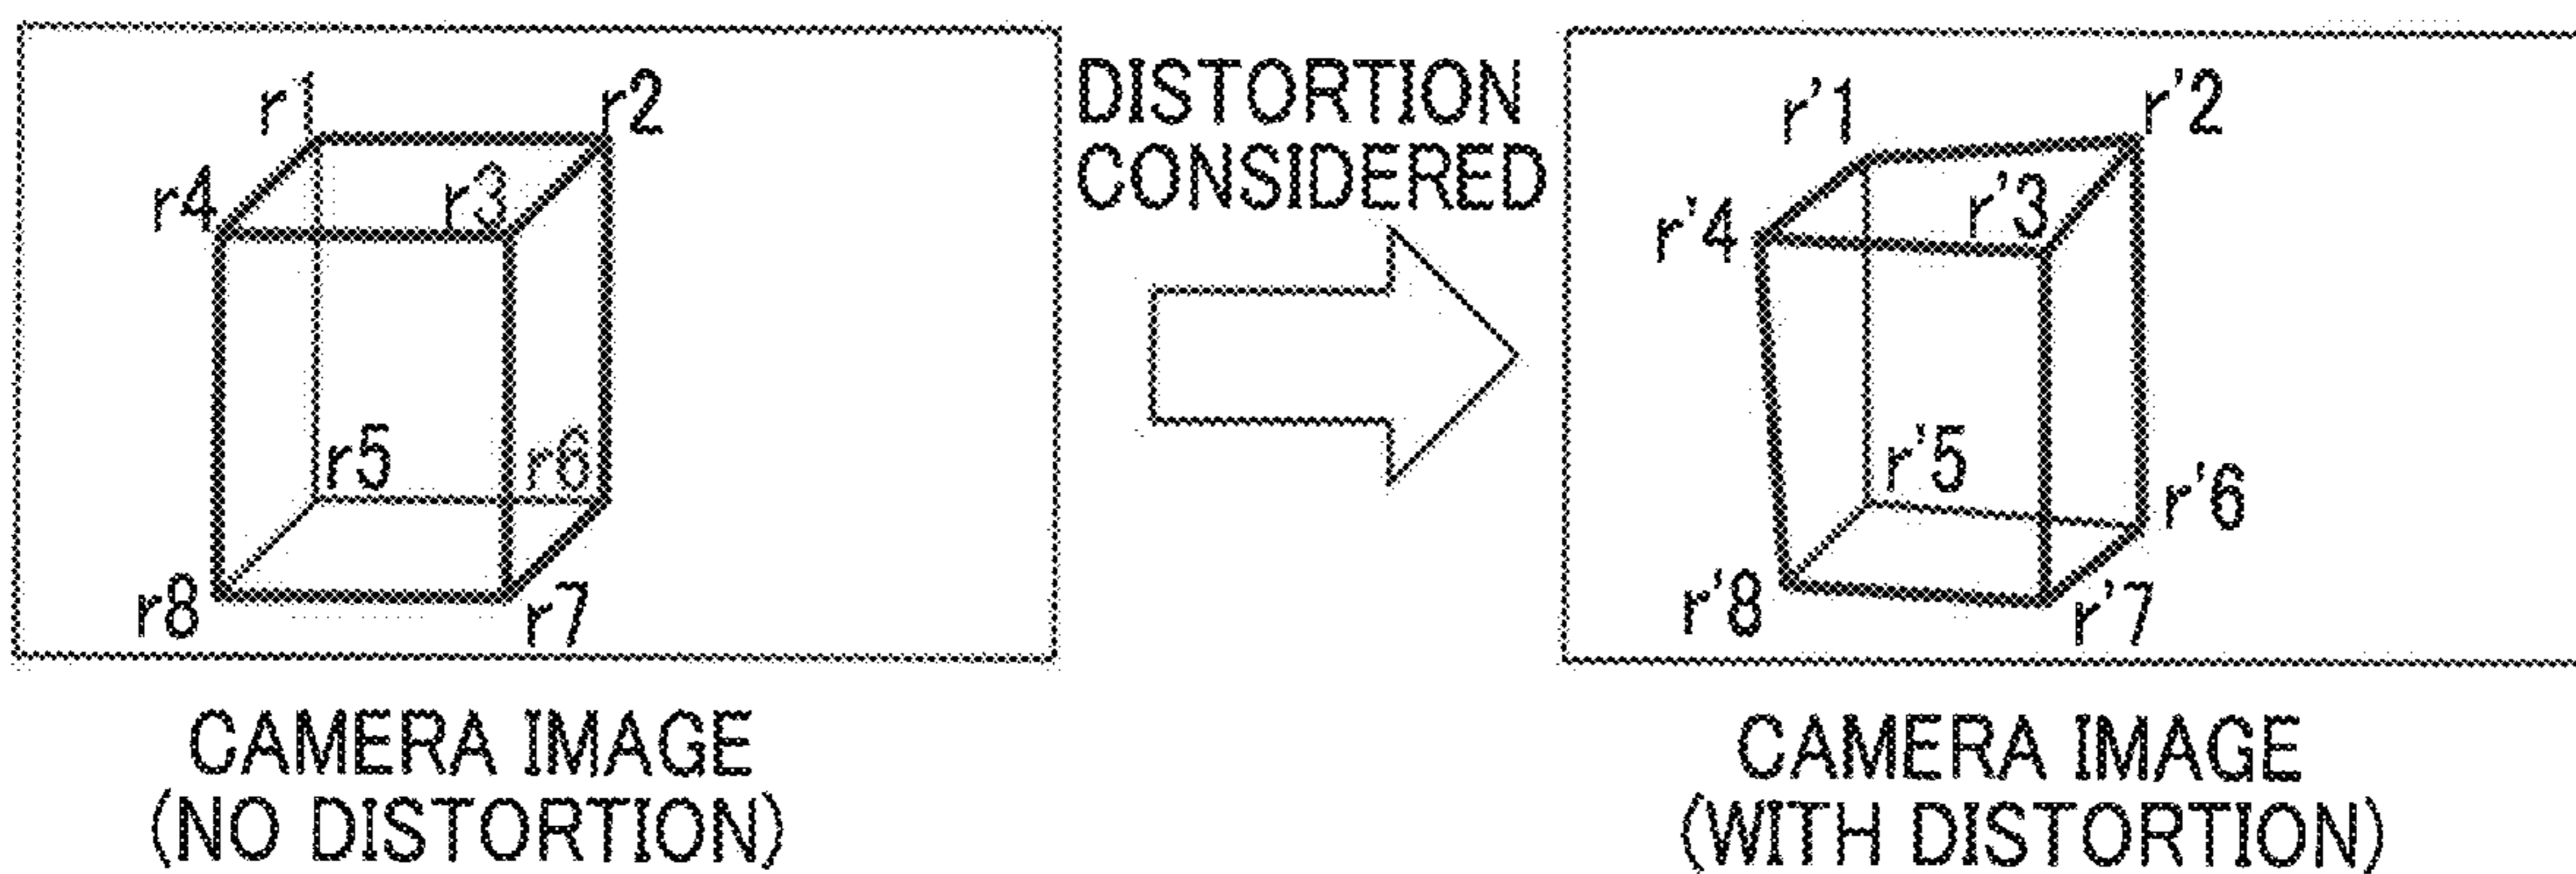 r1
r2
r4
r3
r5
r6
r8
r7
DISTORTION
CONSIDERED
r'1
r'2
r'4
r'3
r'5
r'6
r'8
r'7
CAMERA IMAGE
(NO DISTORTION)
CAMERA IMAGE
(WITH DISTORTION)